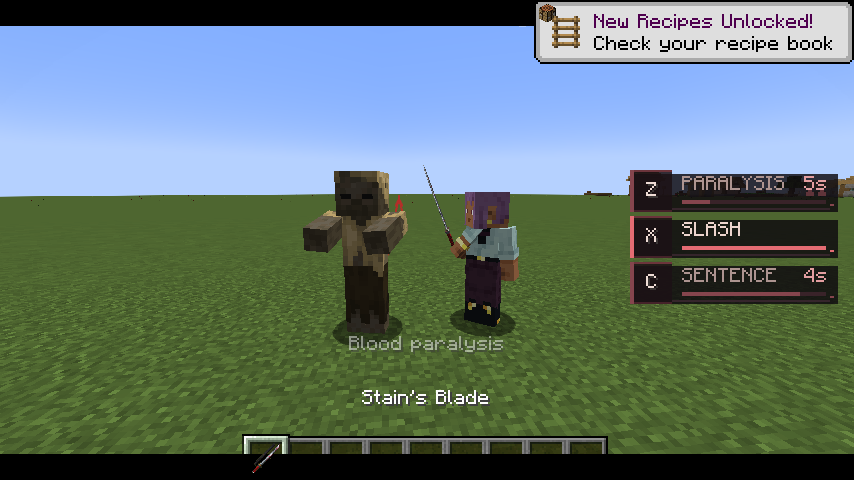 New Recipes Unlocked!
Check your recipe book
Z PARALYSIS 5s
X SLASH
C SENTENCE 4s
Blood paralysis
Stain's Blade